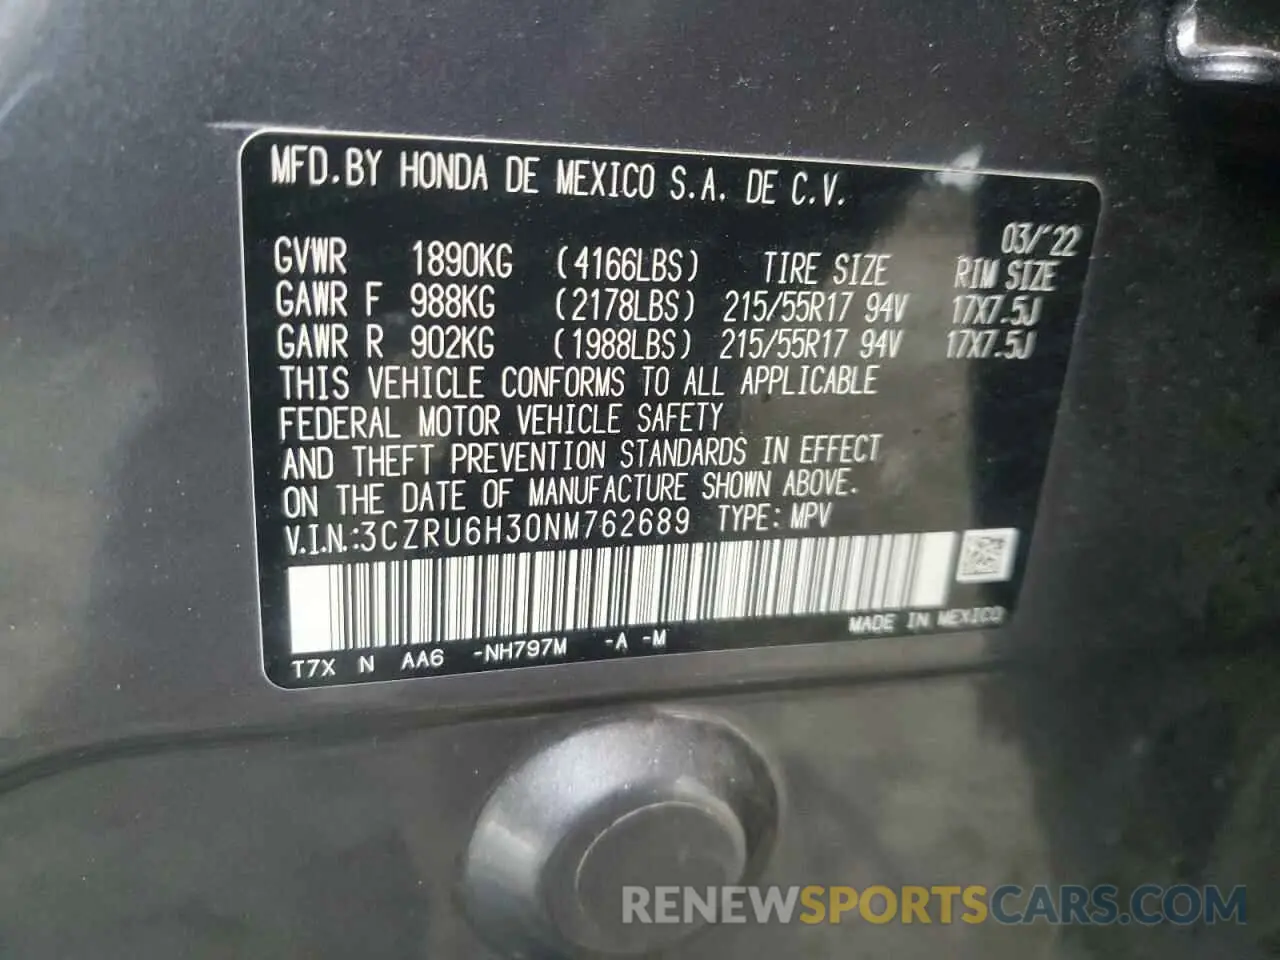 MFD.BY HONDA DE MEXICO S.A. DE C.V.
03/'22
GVWR 1890KG (4166LBS) TIRE SIZE RIM SIZE
GAWR F 988KG (2178LBS) 215/55R17 94V 17X7.5J
GAWR R 902KG (1988LBS) 215/55R17 94V 17X7.5J
THIS VEHICLE CONFORMS TO ALL APPLICABLE
FEDERAL MOTOR VEHICLE SAFETY
AND THEFT PREVENTION STANDARDS IN EFFECT
ON THE DATE OF MANUFACTURE SHOWN ABOVE.
V.I.N.:3CZRU6H30NM762689 TYPE: MPV
MADE IN MEXICO
T7X N AA6 -NH797M -A -M
RENEWSPORTSCARS.COM